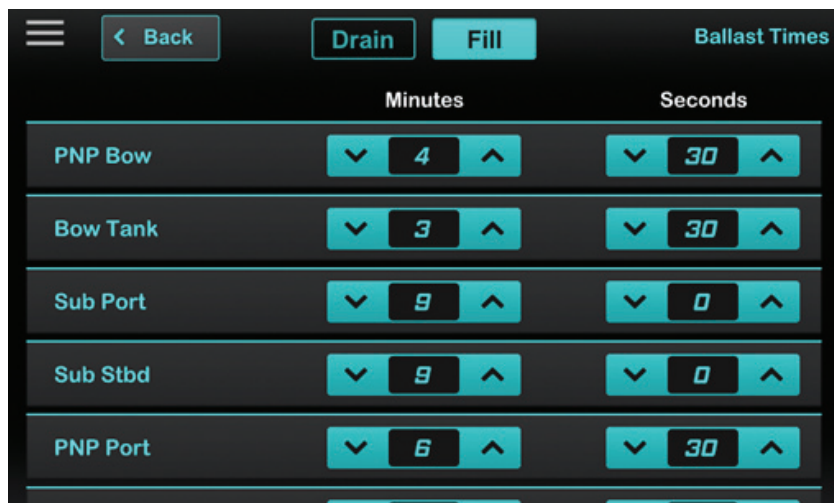 Back Drain Fill Ballast Times
Minutes Seconds
PNP Bow 4 30
Bow Tank 3 30
Sub Port 9 0
Sub Stbd 9 0
PNP Port 6 30